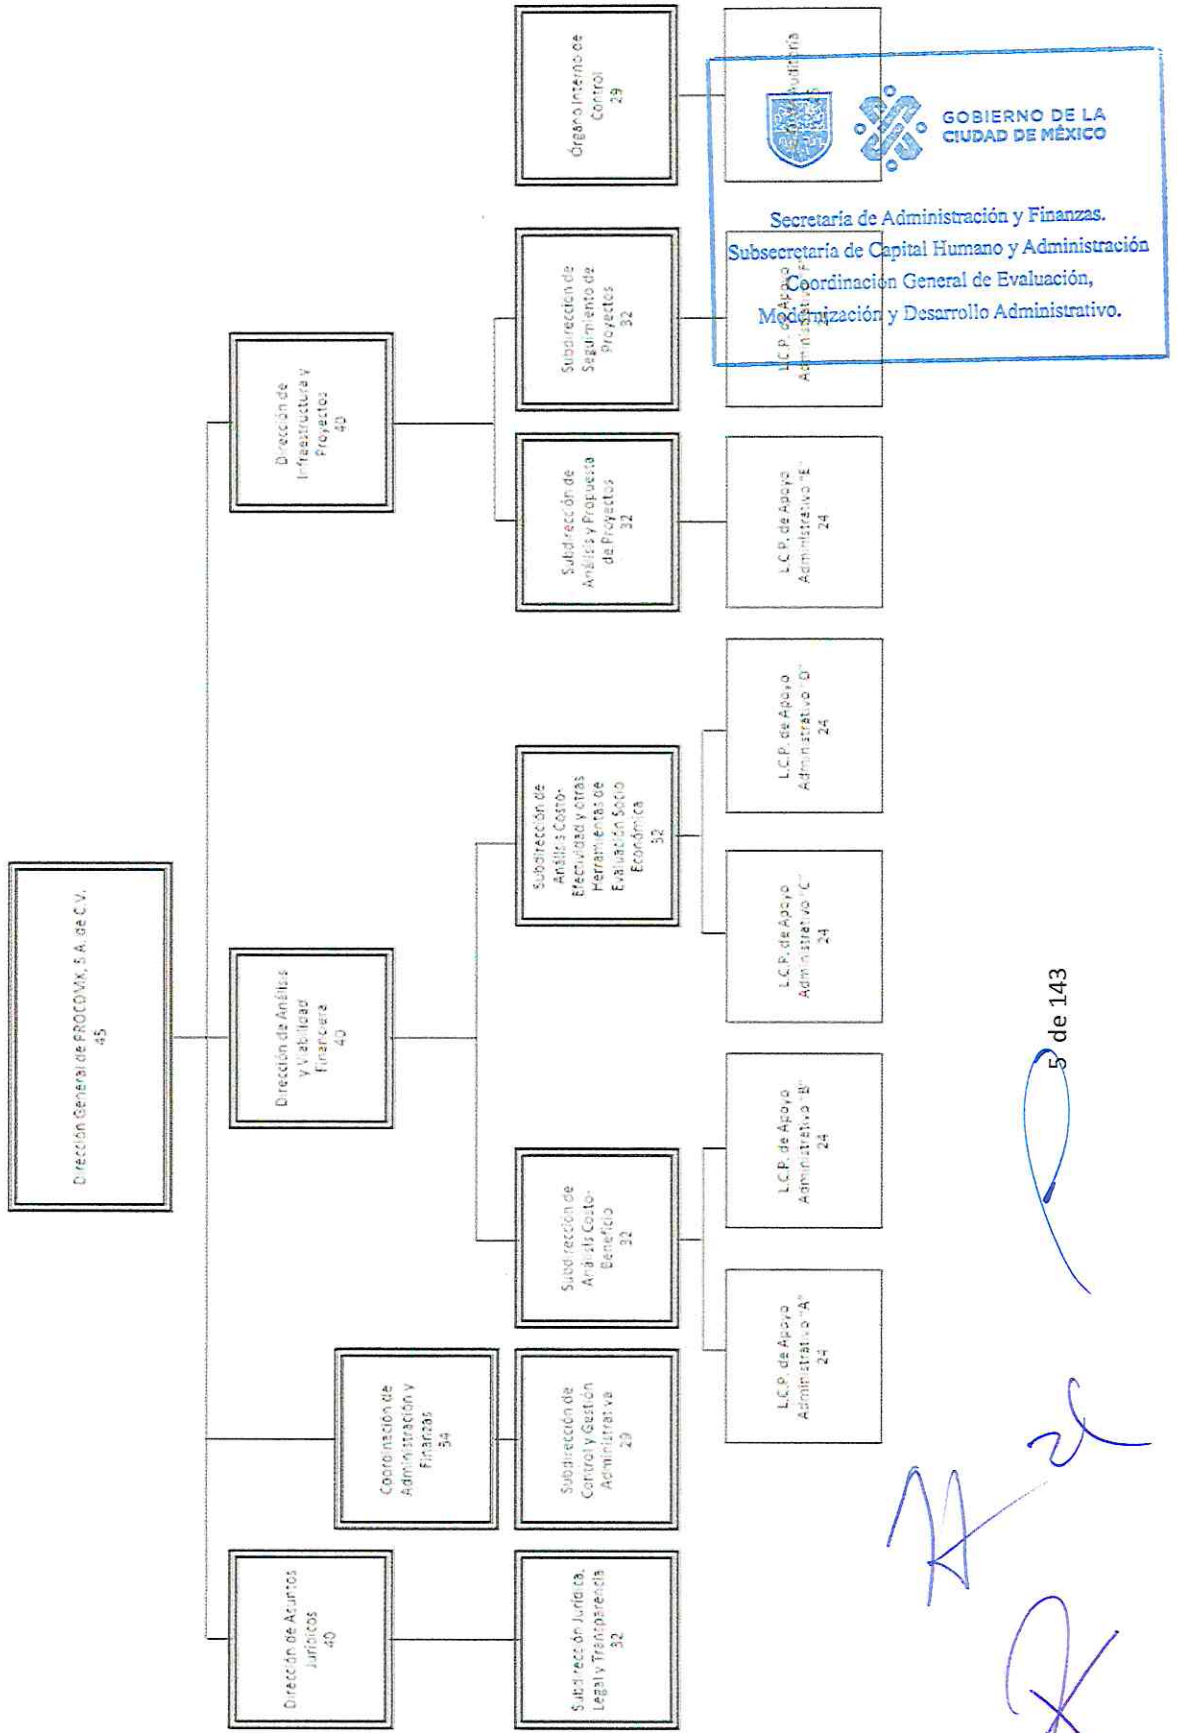 Dirección General de PROCDMX, S.A. de C.V.
45
Dirección de Asuntos
Jurídicos
40
Coordinación de
Administración y
Finanzas
34
Dirección de Análisis
y Viabilidad
Financiera
40
Dirección de
Infraestructura y
Proyectos
40
Subdirección Jurídica,
Legal y Transparencia
32
Subdirección de
Control y Gestión
Administrativa
29
Subdirección de
Análisis Costo-
Beneficio
32
Subdirección de
Análisis Costo-
Efectividad y otras
Herramientas de
Evaluación Socio
Económica
32
Subdirección de
Análisis y Propuesta
de Proyectos
32
Subdirección de
Seguimiento de
Proyectos
32
Órgano Interno de
Control
29
L.C.P. de Apoyo
Administrativo "A"
24
L.C.P. de Apoyo
Administrativo "B"
24
L.C.P. de Apoyo
Administrativo "C"
24
L.C.P. de Apoyo
Administrativo "D"
24
L.C.P. de Apoyo
Administrativo "E"
24
L.C.P. de Apoyo
Administrativo "F"
Auditoría
GOBIERNO DE LA
CIUDAD DE MÉXICO
Secretaría de Administración y Finanzas.
Subsecretaría de Capital Humano y Administración
Coordinación General de Evaluación,
Modernización y Desarrollo Administrativo.
5 de 143